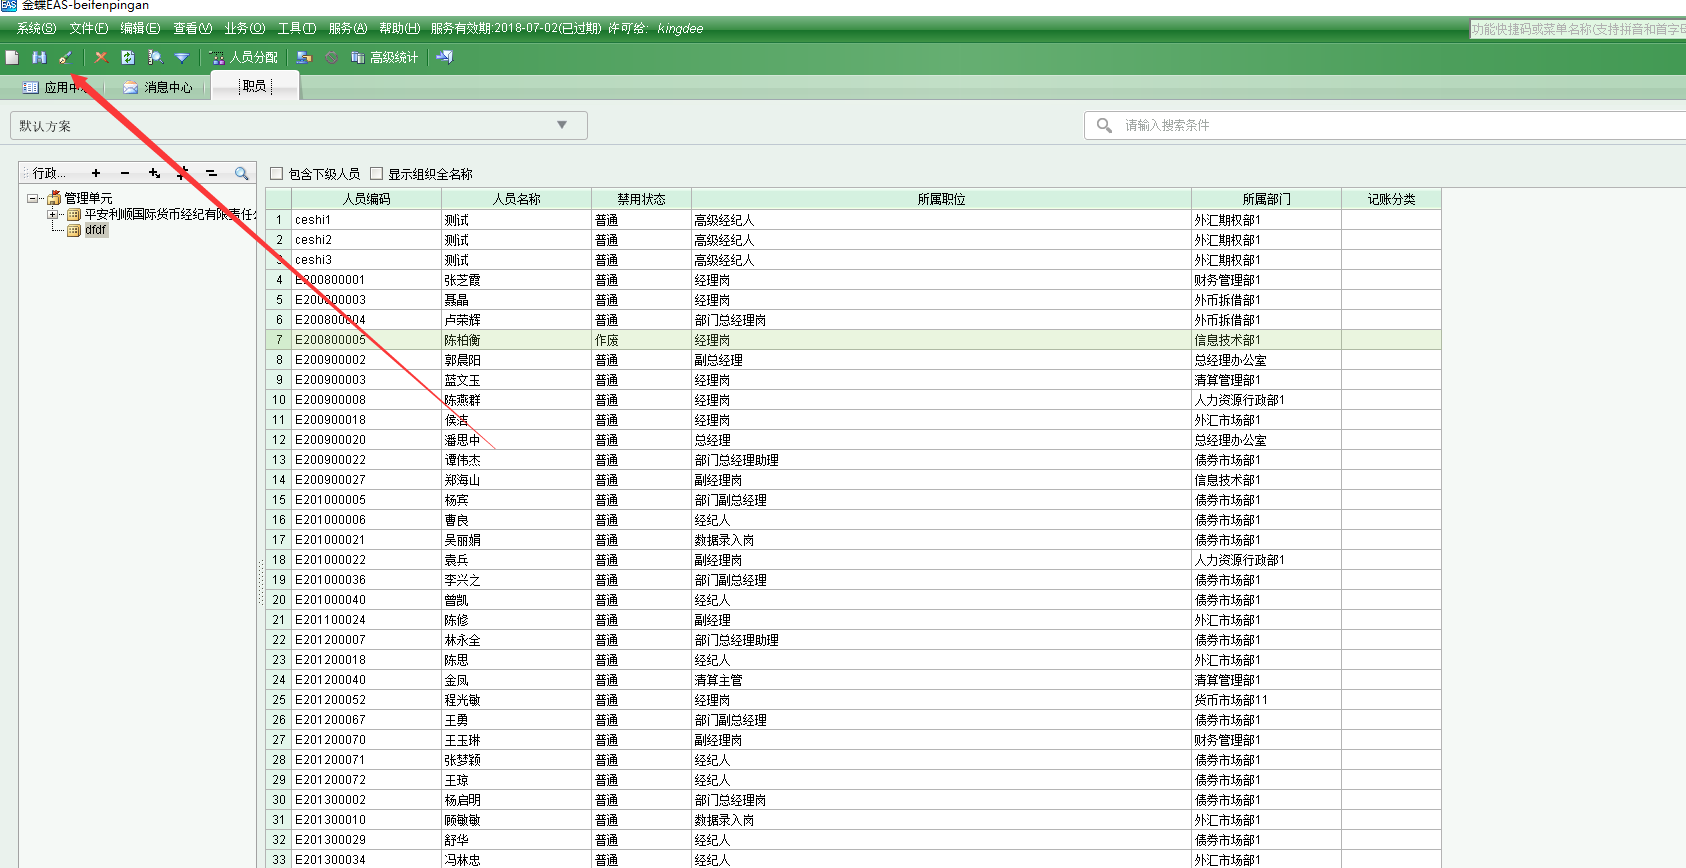 金蝶EAS-beifenpingan
系统(S) 文件(F) 编辑(E) 查看(V) 业务(O) 工具(T) 服务(A) 帮助(H) 服务有效期:2018-07-02(已过期) 许可给: kingdee
功能快捷码或菜单名称(支持拼音和首字母
人员分配 高级统计
应用中心 消息中心 职员
默认方案
请输入搜索条件
行政...
包含下级人员 显示组织全名称
管理单元
平安利顺国际货币经纪有限责任公
dfdf
人员编码 人员名称 禁用状态 所属职位 所属部门 记账分类
1 ceshi1 测试 普通 高级经纪人 外汇期权部1
2 ceshi2 测试 普通 高级经纪人 外汇期权部1
3 ceshi3 测试 普通 高级经纪人 外汇期权部1
4 E200800001 张芝霞 普通 经理岗 财务管理部1
5 E200800003 聂晶 普通 经理岗 外币拆借部1
6 E200800004 卢荣辉 普通 部门总经理岗 外币拆借部1
7 E200800005 陈柏衡 作废 经理岗 信息技术部1
8 E200900002 郭晨阳 普通 副总经理 总经理办公室
9 E200900003 蓝文玉 普通 经理岗 清算管理部1
10 E200900008 陈燕群 普通 经理岗 人力资源行政部1
11 E200900018 侯洁 普通 经理岗 外汇市场部1
12 E200900020 潘思中 普通 总经理 总经理办公室
13 E200900022 谭伟杰 普通 部门总经理助理 债券市场部1
14 E200900027 郑海山 普通 副经理岗 信息技术部1
15 E201000005 杨宾 普通 部门副总经理 债券市场部1
16 E201000006 曹良 普通 经纪人 债券市场部1
17 E201000021 吴丽娟 普通 数据录入岗 债券市场部1
18 E201000022 袁兵 普通 副经理岗 人力资源行政部1
19 E201000036 李兴之 普通 部门副总经理 债券市场部1
20 E201000040 曾凯 普通 经纪人 债券市场部1
21 E201100024 陈修 普通 副经理 外汇市场部1
22 E201200007 林永全 普通 部门总经理助理 债券市场部1
23 E201200018 陈思 普通 经纪人 外汇市场部1
24 E201200040 金凤 普通 清算主管 清算管理部1
25 E201200052 程光敏 普通 经理岗 货币市场部11
26 E201200067 王勇 普通 部门副总经理 债券市场部1
27 E201200070 王玉琳 普通 副经理岗 财务管理部1
28 E201200071 张梦颖 普通 经纪人 债券市场部1
29 E201200072 王琼 普通 经纪人 债券市场部1
30 E201300002 杨启明 普通 部门总经理岗 债券市场部1
31 E201300010 顾敏敏 普通 数据录入岗 外汇市场部1
32 E201300029 舒华 普通 经纪人 债券市场部1
33 E201300034 冯林忠 普通 经纪人 外汇市场部1